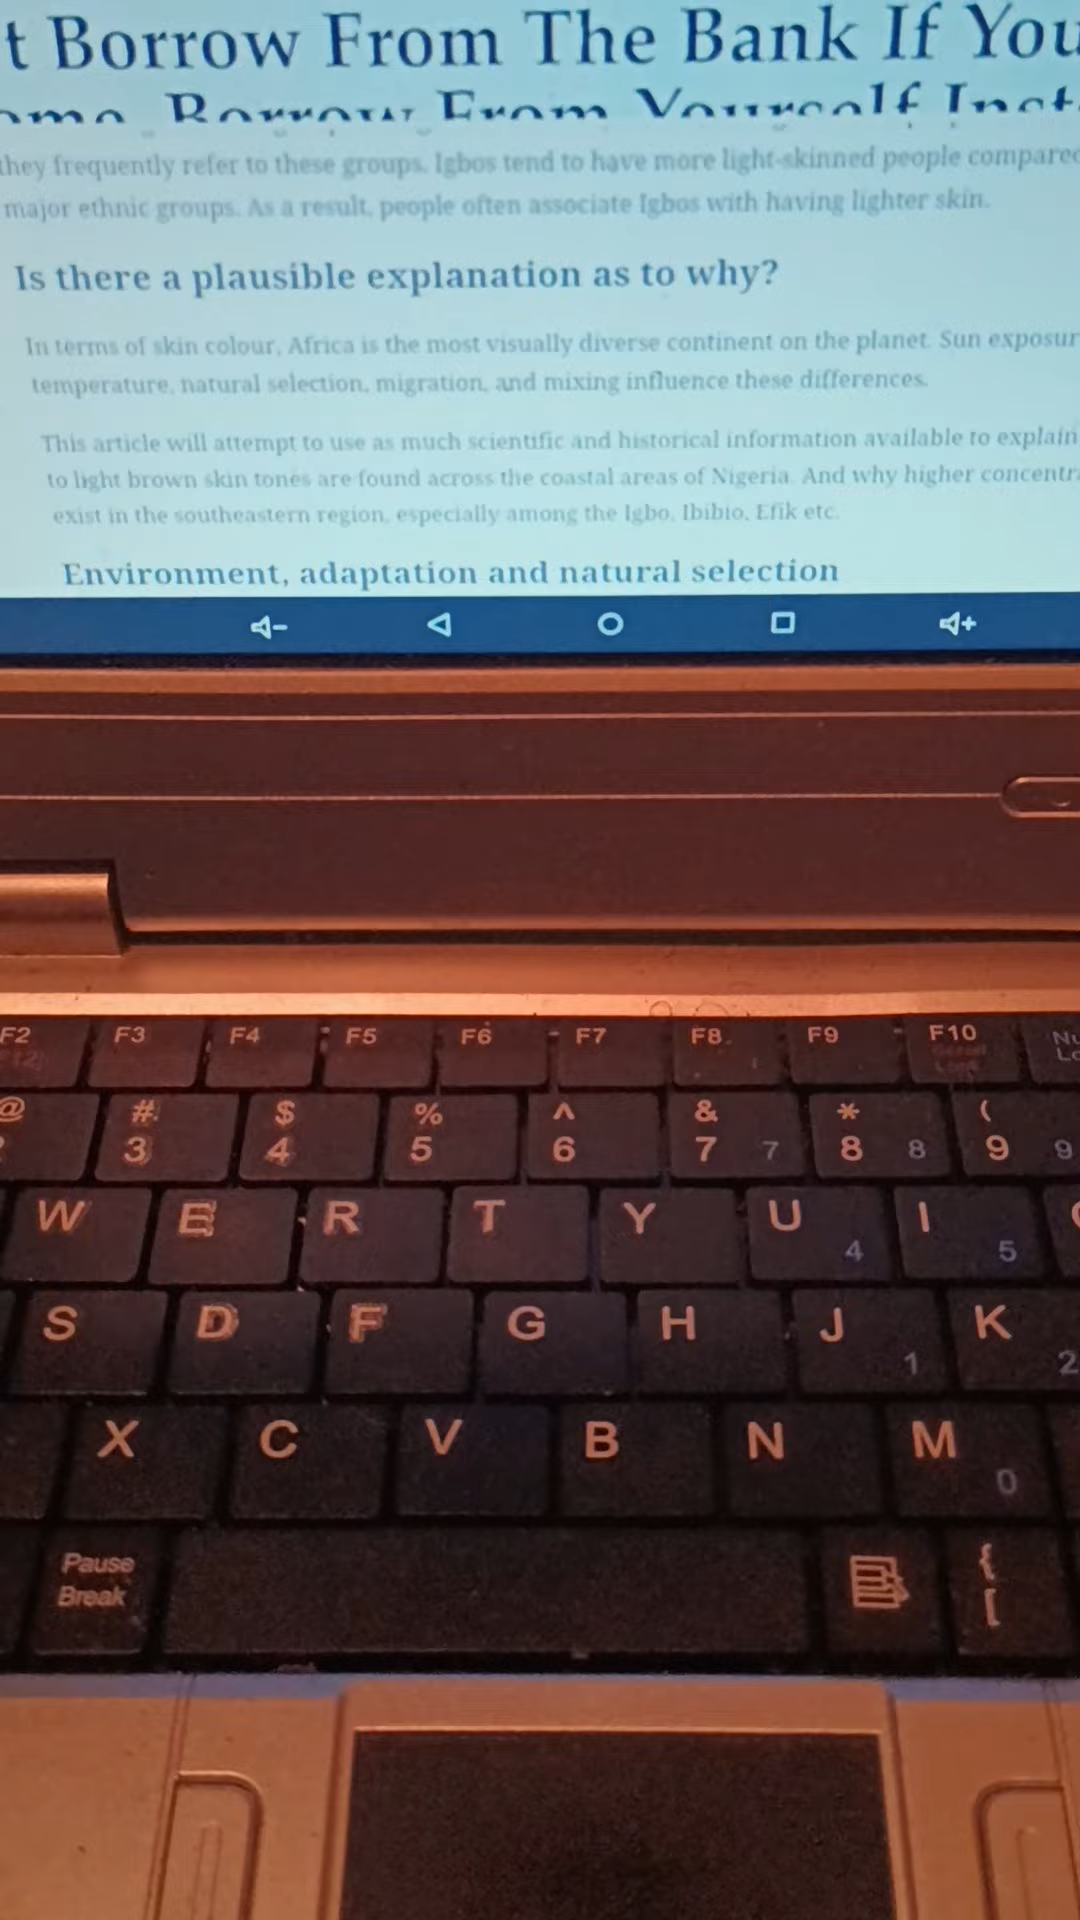 t Borrow From The Bank If You
Borrow From Yourself Inst
they frequently refer to these groups. Igbos tend to have more light-skinned people compared
major ethnic groups. As a result, people often associate Igbos with having lighter skin.
Is there a plausible explanation as to why?
In terms of skin colour, Africa is the most visually diverse continent on the planet. Sun exposur
temperature, natural selection, migration, and mixing influence these differences.
This article will attempt to use as much scientific and historical information available to explain
to light brown skin tones are found across the coastal areas of Nigeria. And why higher concentra
exist in the southeastern region, especially among the Igbo, Ibibio, Efik etc.
Environment, adaptation and natural selection
F2 F3 F4 F5 F6 F7 F8 F9 F10 Nu
Lo
@ # $ % ^ & * (
3 4 5 6 7 7 8 8 9 9
W E R T Y U 4 I 5
S D F G H J 1 K 2
X C V B N M 0
Pause {
Break [